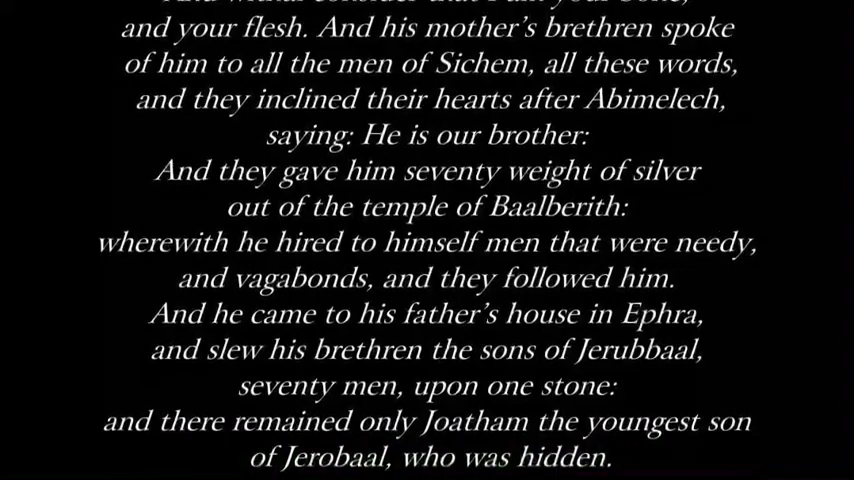 and your flesh. And his mother's brethren spoke
of him to all the men of Sichem, all these words,
and they inclined their hearts after Abimelech,
saying: He is our brother:
And they gave him seventy weight of silver
out of the temple of Baalberith:
wherewith he hired to himself men that were needy,
and vagabonds, and they followed him.
And he came to his father's house in Ephra,
and slew his brethren the sons of Jerubbaal,
seventy men, upon one stone:
and there remained only Joatham the youngest son
of Jerobaal, who was hidden.